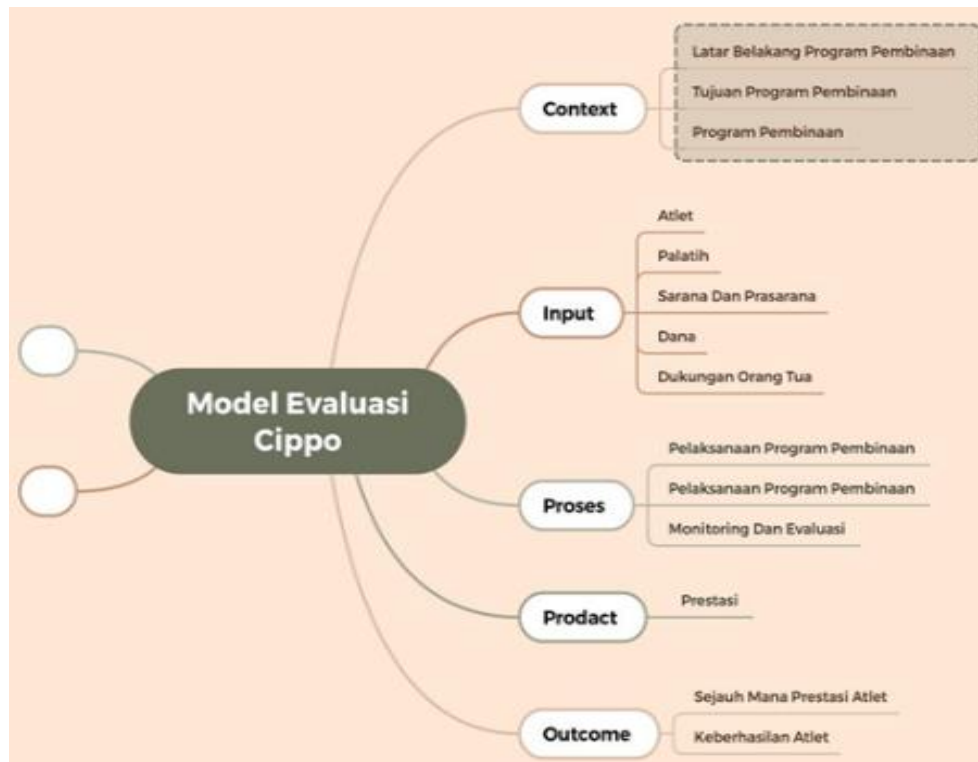 Model Evaluasi
Cippo
Context
Latar Belakang Program Pembinaan
Tujuan Program Pembinaan
Program Pembinaan
Input
Atlet
Palatih
Sarana Dan Prasarana
Dana
Dukungan Orang Tua
Proses
Pelaksanaan Program Pembinaan
Pelaksanaan Program Pembinaan
Monitoring Dan Evaluasi
Prodact
Prestasi
Outcome
Sejauh Mana Prestasi Atlet
Keberhasilan Atlet